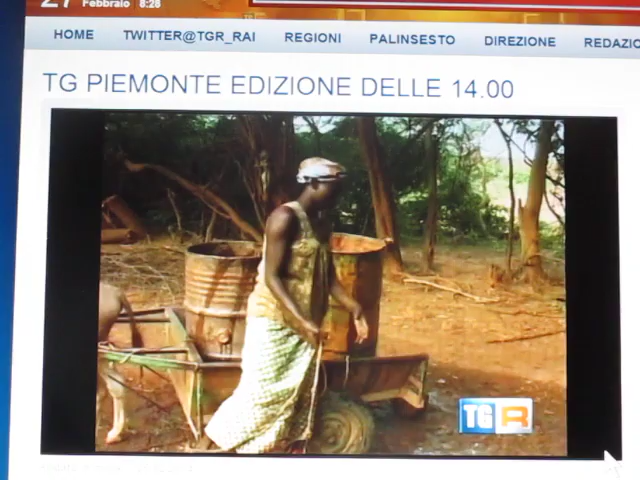 27 Febbraio 8:28
HOME TWITTER@TGR_RAI REGIONI PALINSESTO DIREZIONE REDAZIO
TG PIEMONTE EDIZIONE DELLE 14.00
TGR